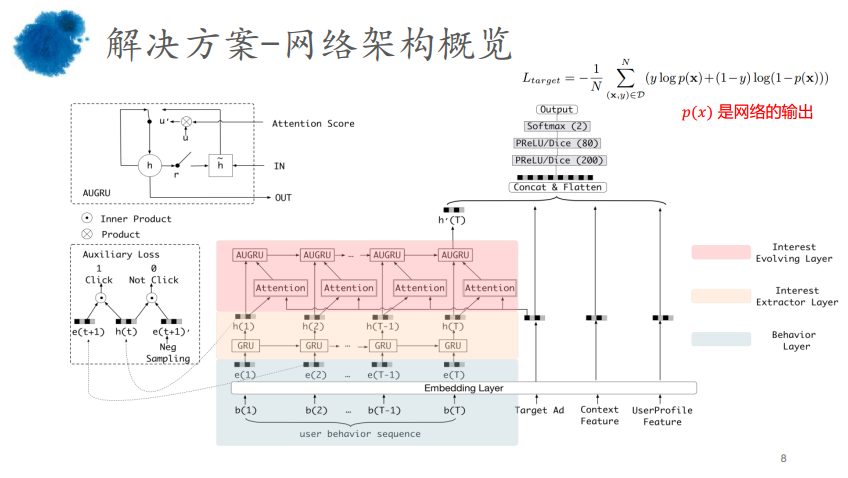 解决方案-网络架构概览
L_{target} = -\frac{1}{N} \sum_{(\mathbf{x},y)\in\mathcal{D}}^{N} (y \log p(\mathbf{x})+(1-y)\log(1-p(\mathbf{x})))
p(x) 是网络的输出
Output
Softmax (2)
PReLU/Dice (80)
PReLU/Dice (200)
Concat & Flatten
u'
u
Attention Score
h
r
h̃
IN
AUGRU
OUT
Inner Product
Product
h'(T)
Auxiliary Loss
1 0
Click Not Click
e(t+1) h(t) e(t+1)'
Neg
Sampling
AUGRU AUGRU … AUGRU AUGRU
Attention Attention Attention Attention
h(1) h(2) h(T-1) h(T)
GRU GRU … GRU GRU
e(1) e(2) … e(T-1) e(T)
Embedding Layer
b(1) b(2) … b(T-1) b(T)
user behavior sequence
Target Ad
Context
Feature
UserProfile
Feature
Interest
Evolving Layer
Interest
Extractor Layer
Behavior
Layer
8